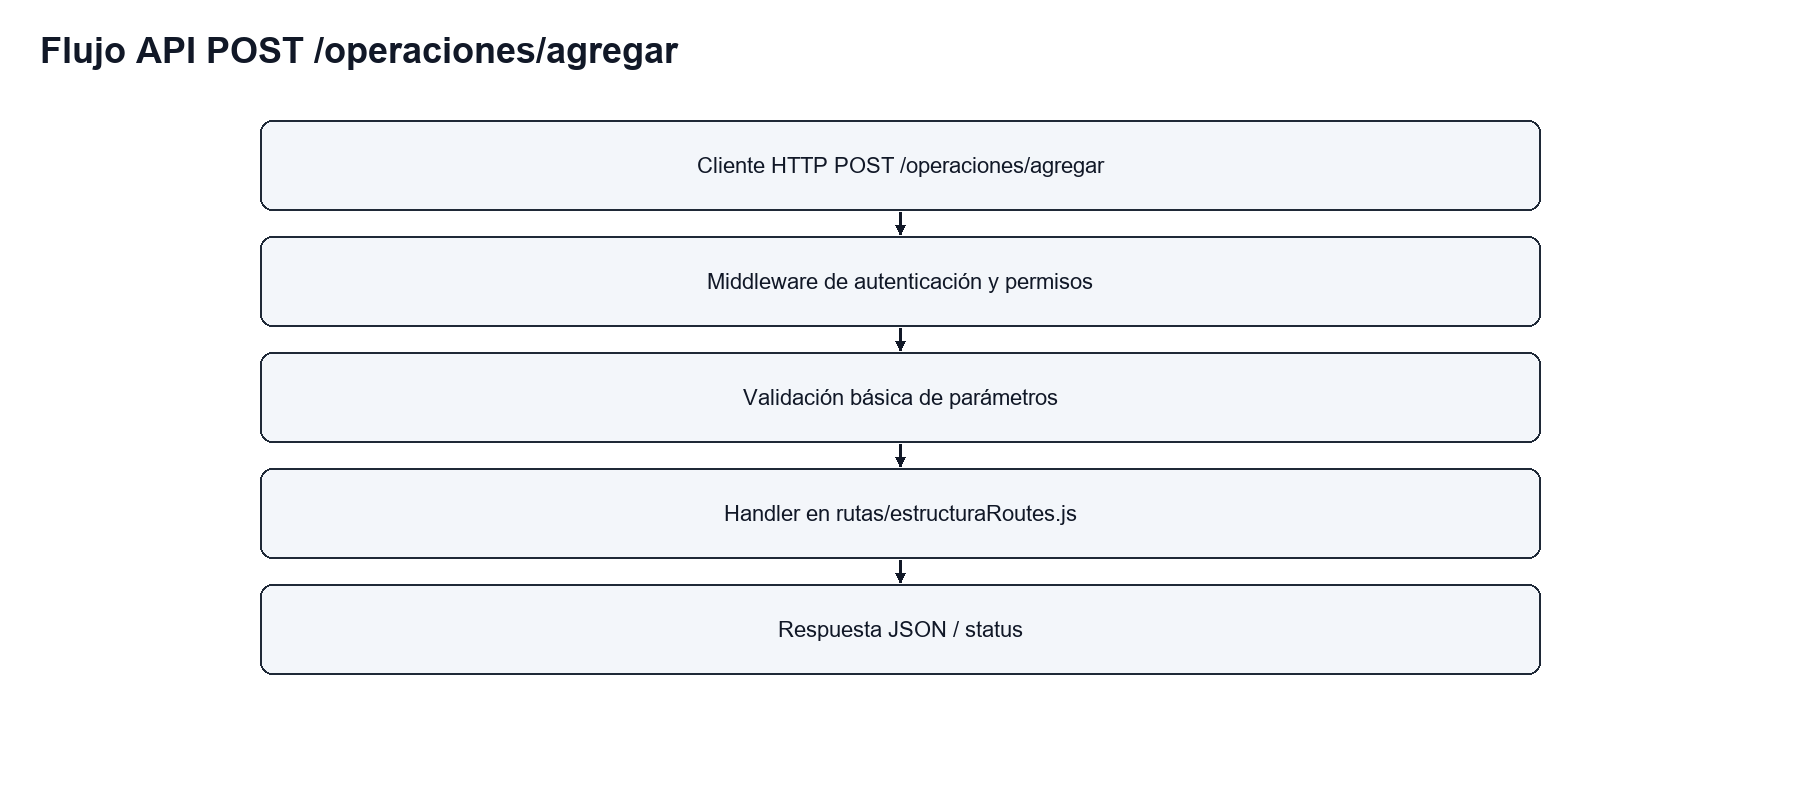 Flujo API POST /operaciones/agregar
Cliente HTTP POST /operaciones/agregar
Middleware de autenticación y permisos
Validación básica de parámetros
Handler en rutas/estructuraRoutes.js
Respuesta JSON / status